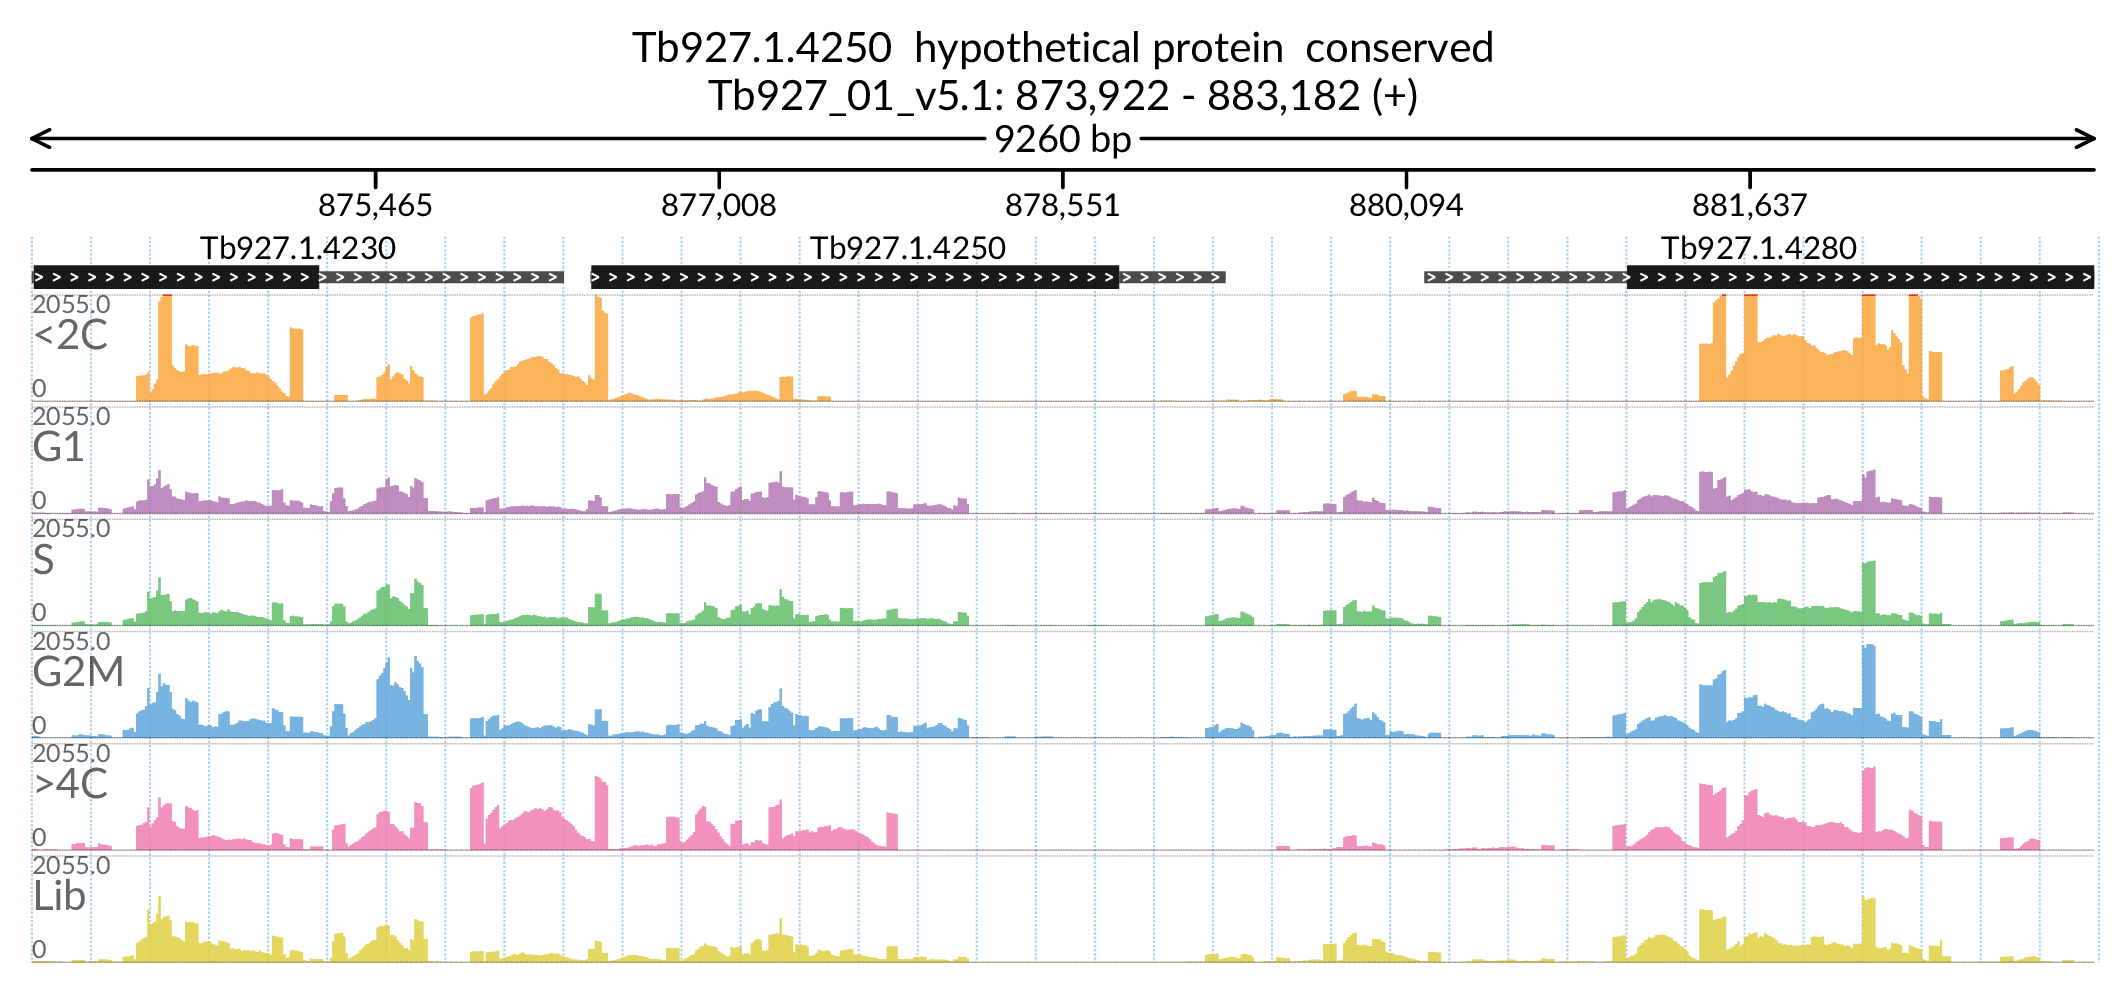 Tb927.1.4250 hypothetical protein conserved
Tb927_01_v5.1: 873,922 - 883,182 (+)
9260 bp
875,465 877,008 878,551 880,094 881,637
Tb927.1.4230 Tb927.1.4250 Tb927.1.4280
2055.0
<2C
0
2055.0
G1
0
2055.0
S
0
2055.0
G2M
0
2055.0
>4C
0
2055.0
Lib
0